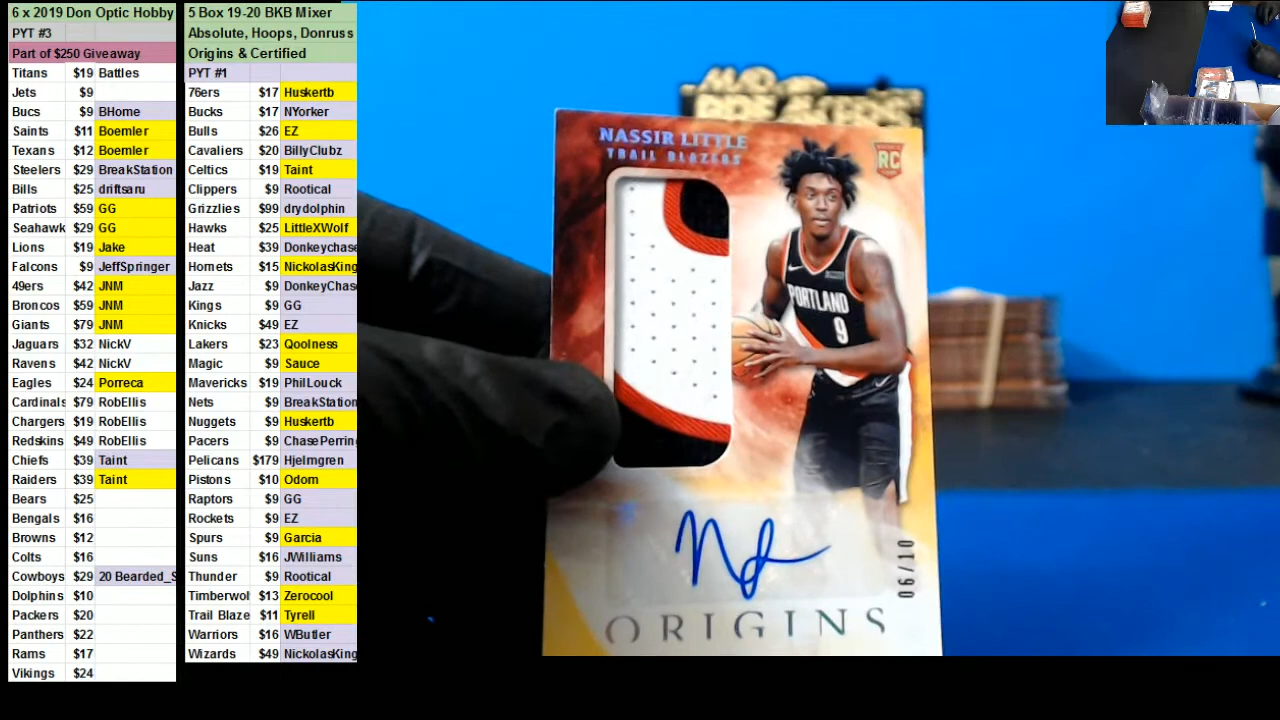 6 x 2019 Don Optic Hobby
PYT #3
Part of $250 Giveaway
Titans $19 Battles
Jets $9
Bucs $9 BHome
Saints $11 Boemler
Texans $12 Boemler
Steelers $29 BreakStation
Bills $25 driftsaru
Patriots $59 GG
Seahawk $29 GG
Lions $19 Jake
Falcons $9 JeffSpringer
49ers $42 JNM
Broncos $59 JNM
Giants $79 JNM
Jaguars $32 NickV
Ravens $42 NickV
Eagles $24 Porreca
Cardinals $79 RobEllis
Chargers $19 RobEllis
Redskins $49 RobEllis
Chiefs $39 Taint
Raiders $39 Taint
Bears $25
Bengals $16
Browns $12
Colts $16
Cowboys $29 20 Bearded_S
Dolphins $10
Packers $20
Panthers $22
Rams $17
Vikings $24
5 Box 19-20 BKB Mixer
Absolute, Hoops, Donruss
Origins & Certified
PYT #1
76ers $17 Huskertb
Bucks $17 NYorker
Bulls $26 EZ
Cavaliers $20 BillyClubz
Celtics $19 Taint
Clippers $9 Rootical
Grizzlies $99 drydolphin
Hawks $25 LittleXWolf
Heat $39 Donkeychase
Hornets $15 NickolasKing
Jazz $9 DonkeyChase
Kings $9 GG
Knicks $49 EZ
Lakers $23 Qoolness
Magic $9 Sauce
Mavericks $19 PhilLouck
Nets $9 BreakStation
Nuggets $9 Huskertb
Pacers $9 ChasePerrin
Pelicans $179 Hjelmgren
Pistons $10 Odom
Raptors $9 GG
Rockets $9 EZ
Spurs $9 Garcia
Suns $16 JWilliams
Thunder $9 Rootical
Timberwol $13 Zerocool
Trail Blaze $11 Tyrell
Warriors $16 WButler
Wizards $49 NickolasKing
BREAKERS
NASSIR LITTLE
TRAIL BLAZERS
RC
PORTLAND
9
06/10
ORIGINS